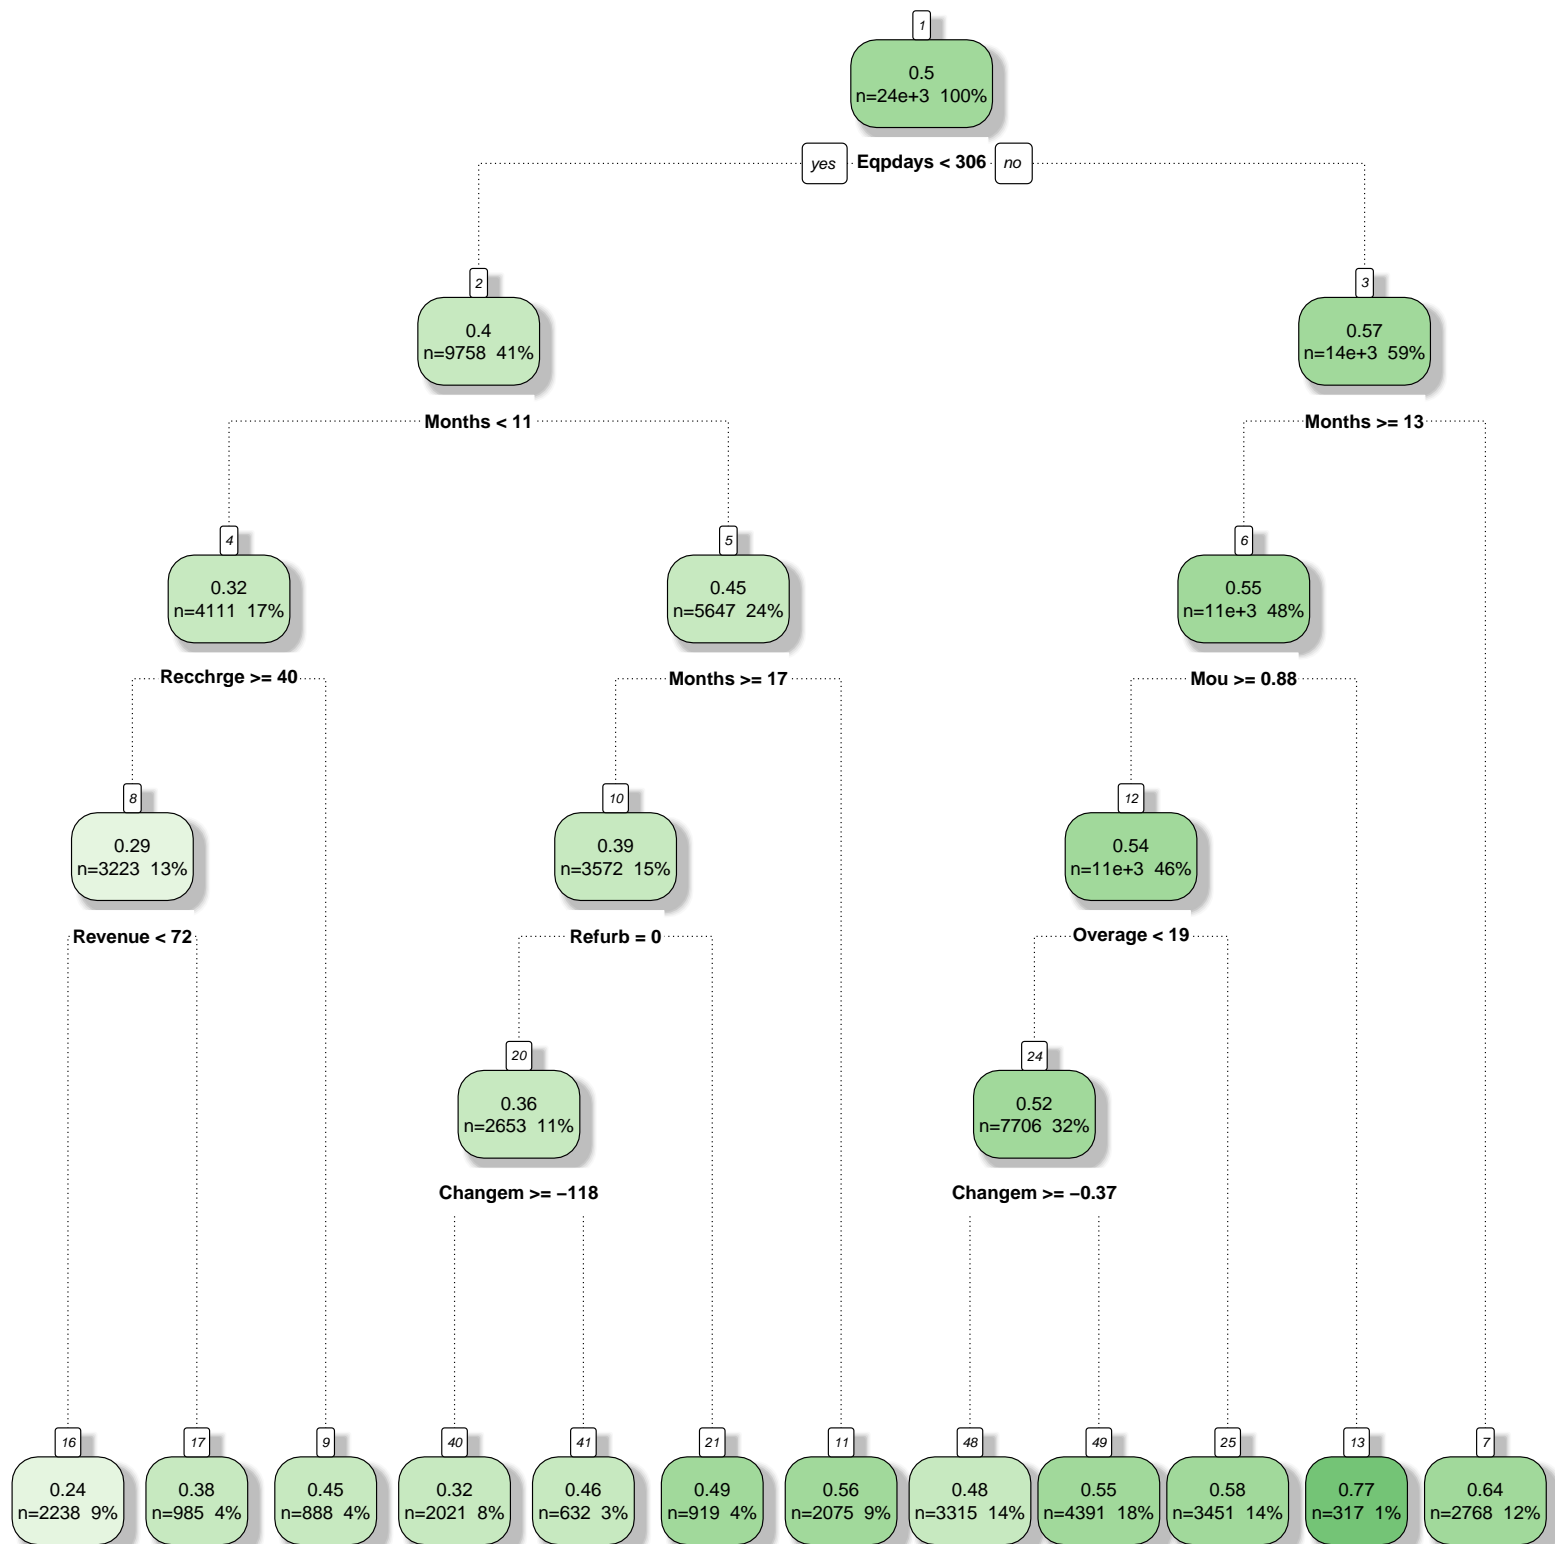 1
0.5
n=24e+3 100%
yes Eqpdays < 306 no
2 3
0.4 0.57
n=9758 41% n=14e+3 59%
Months < 11 Months >= 13
4 5 6
0.32 0.45 0.55
n=4111 17% n=5647 24% n=11e+3 48%
Recchrge >= 40 Months >= 17 Mou >= 0.88
8 10 12
0.29 0.39 0.54
n=3223 13% n=3572 15% n=11e+3 46%
Revenue < 72 Refurb = 0 Overage < 19
20 24
0.36 0.52
n=2653 11% n=7706 32%
Changem >= −118 Changem >= −0.37
16 17 9 40 41 21 11 48 49 25 13 7
0.24 0.38 0.45 0.32 0.46 0.49 0.56 0.48 0.55 0.58 0.77 0.64
n=2238 9% n=985 4% n=888 4% n=2021 8% n=632 3% n=919 4% n=2075 9% n=3315 14% n=4391 18% n=3451 14% n=317 1% n=2768 12%